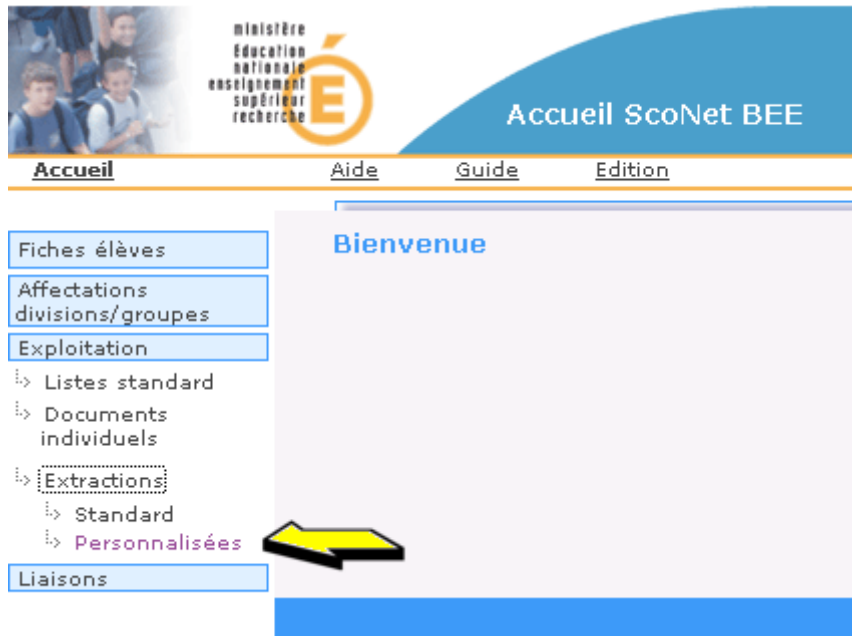 ministère
éducation
nationale
enseignement
supérieur
recherche
É
Accueil ScoNet BEE
Accueil Aide Guide Edition
Bienvenue
Fiches élèves
Affectations
divisions/groupes
Exploitation
Listes standard
Documents
individuels
Extractions
Standard
Personnalisées
Liaisons